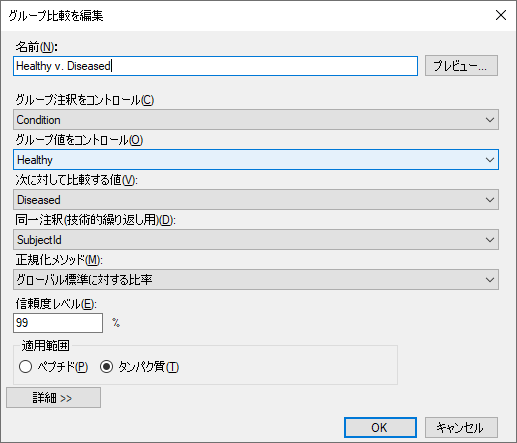 グループ比較を編集
名前(N):
Healthy v. Diseased
プレビュー...
グループ注釈をコントロール(C)
Condition
グループ値をコントロール(O)
Healthy
次に対して比較する値(V):
Diseased
同一注釈(技術的繰り返し用)(D):
SubjectId
正規化メソッド(M):
グローバル標準に対する比率
信頼度レベル(E):
99 %
適用範囲
ペプチド(P) タンパク質(T)
詳細 >>
OK キャンセル